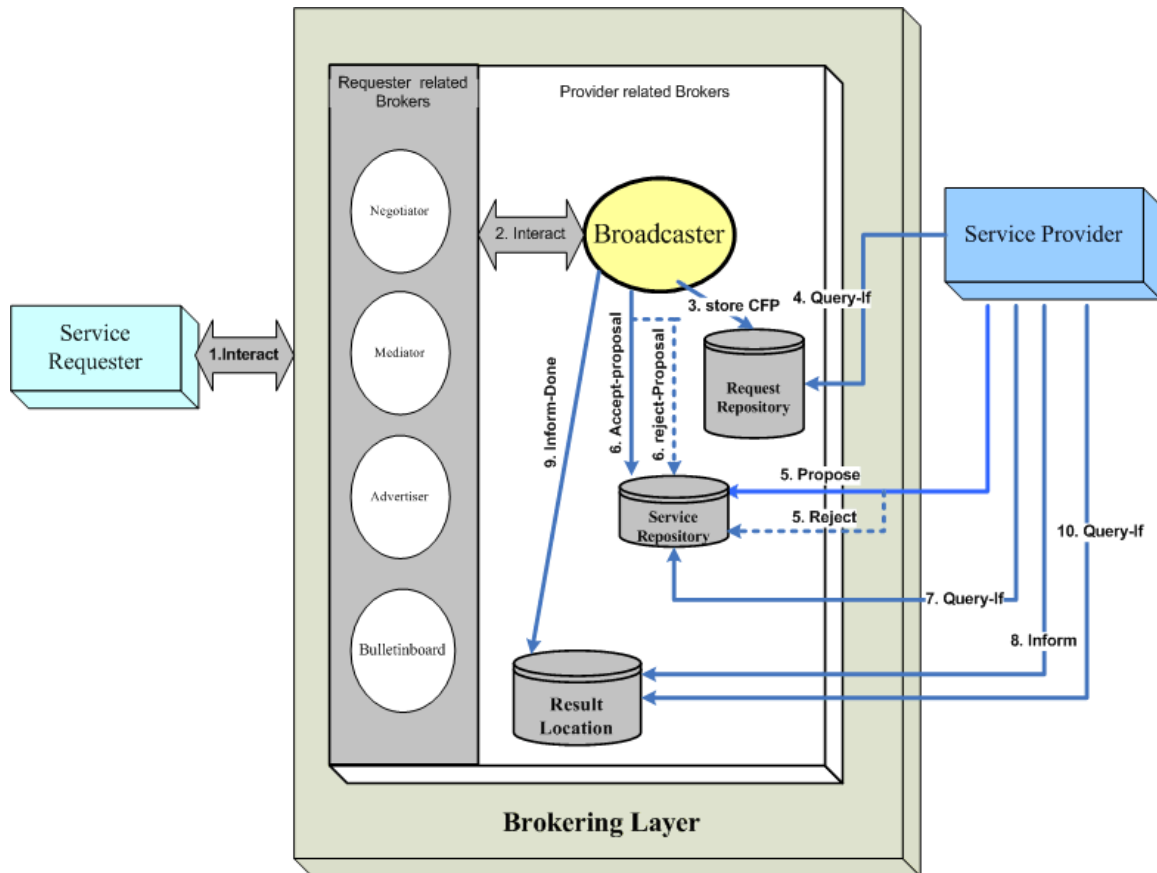 Requester related
Brokers
Provider related Brokers
Negotiator
2. Interact
Broadcaster
Service Provider
3. store CFP
4. Query-If
Service
Requester
1.Interact
Mediator
Request
Repository
9. Inform-Done
6. Accept-proposal
6. reject-Proposal
Advertiser
5. Propose
Service
Repository
5. Reject
10. Query-If
7. Query-If
8. Inform
Bulletinboard
Result
Location
Brokering Layer